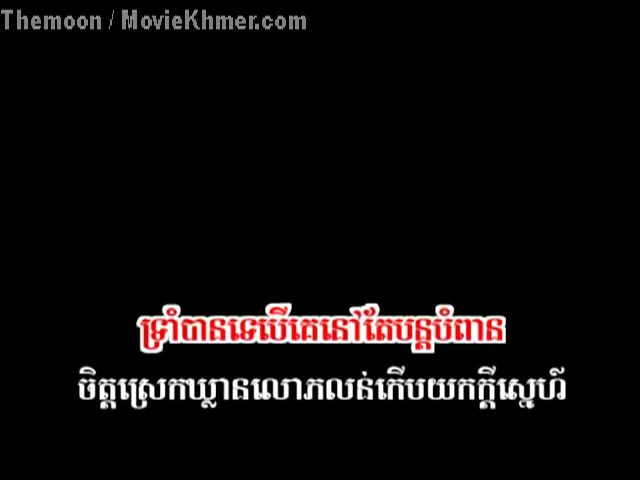 Themoon / MovieKhmer.com
ទ្រាំបានទេបើគេនៅតែបន្តបំពាន
ចិត្តស្រេកឃ្លានលោភលន់កើបយកក្ដីស្នេហ៍